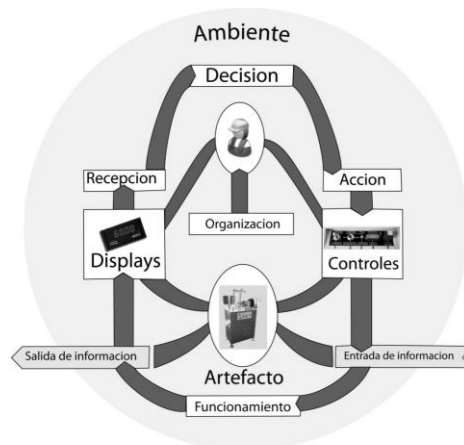 Ambiente
Decision
Recepcion
Accion
Organizacion
Displays
Controles
Salida de informacion
Entrada de informacion
Artefacto
Funcionamiento